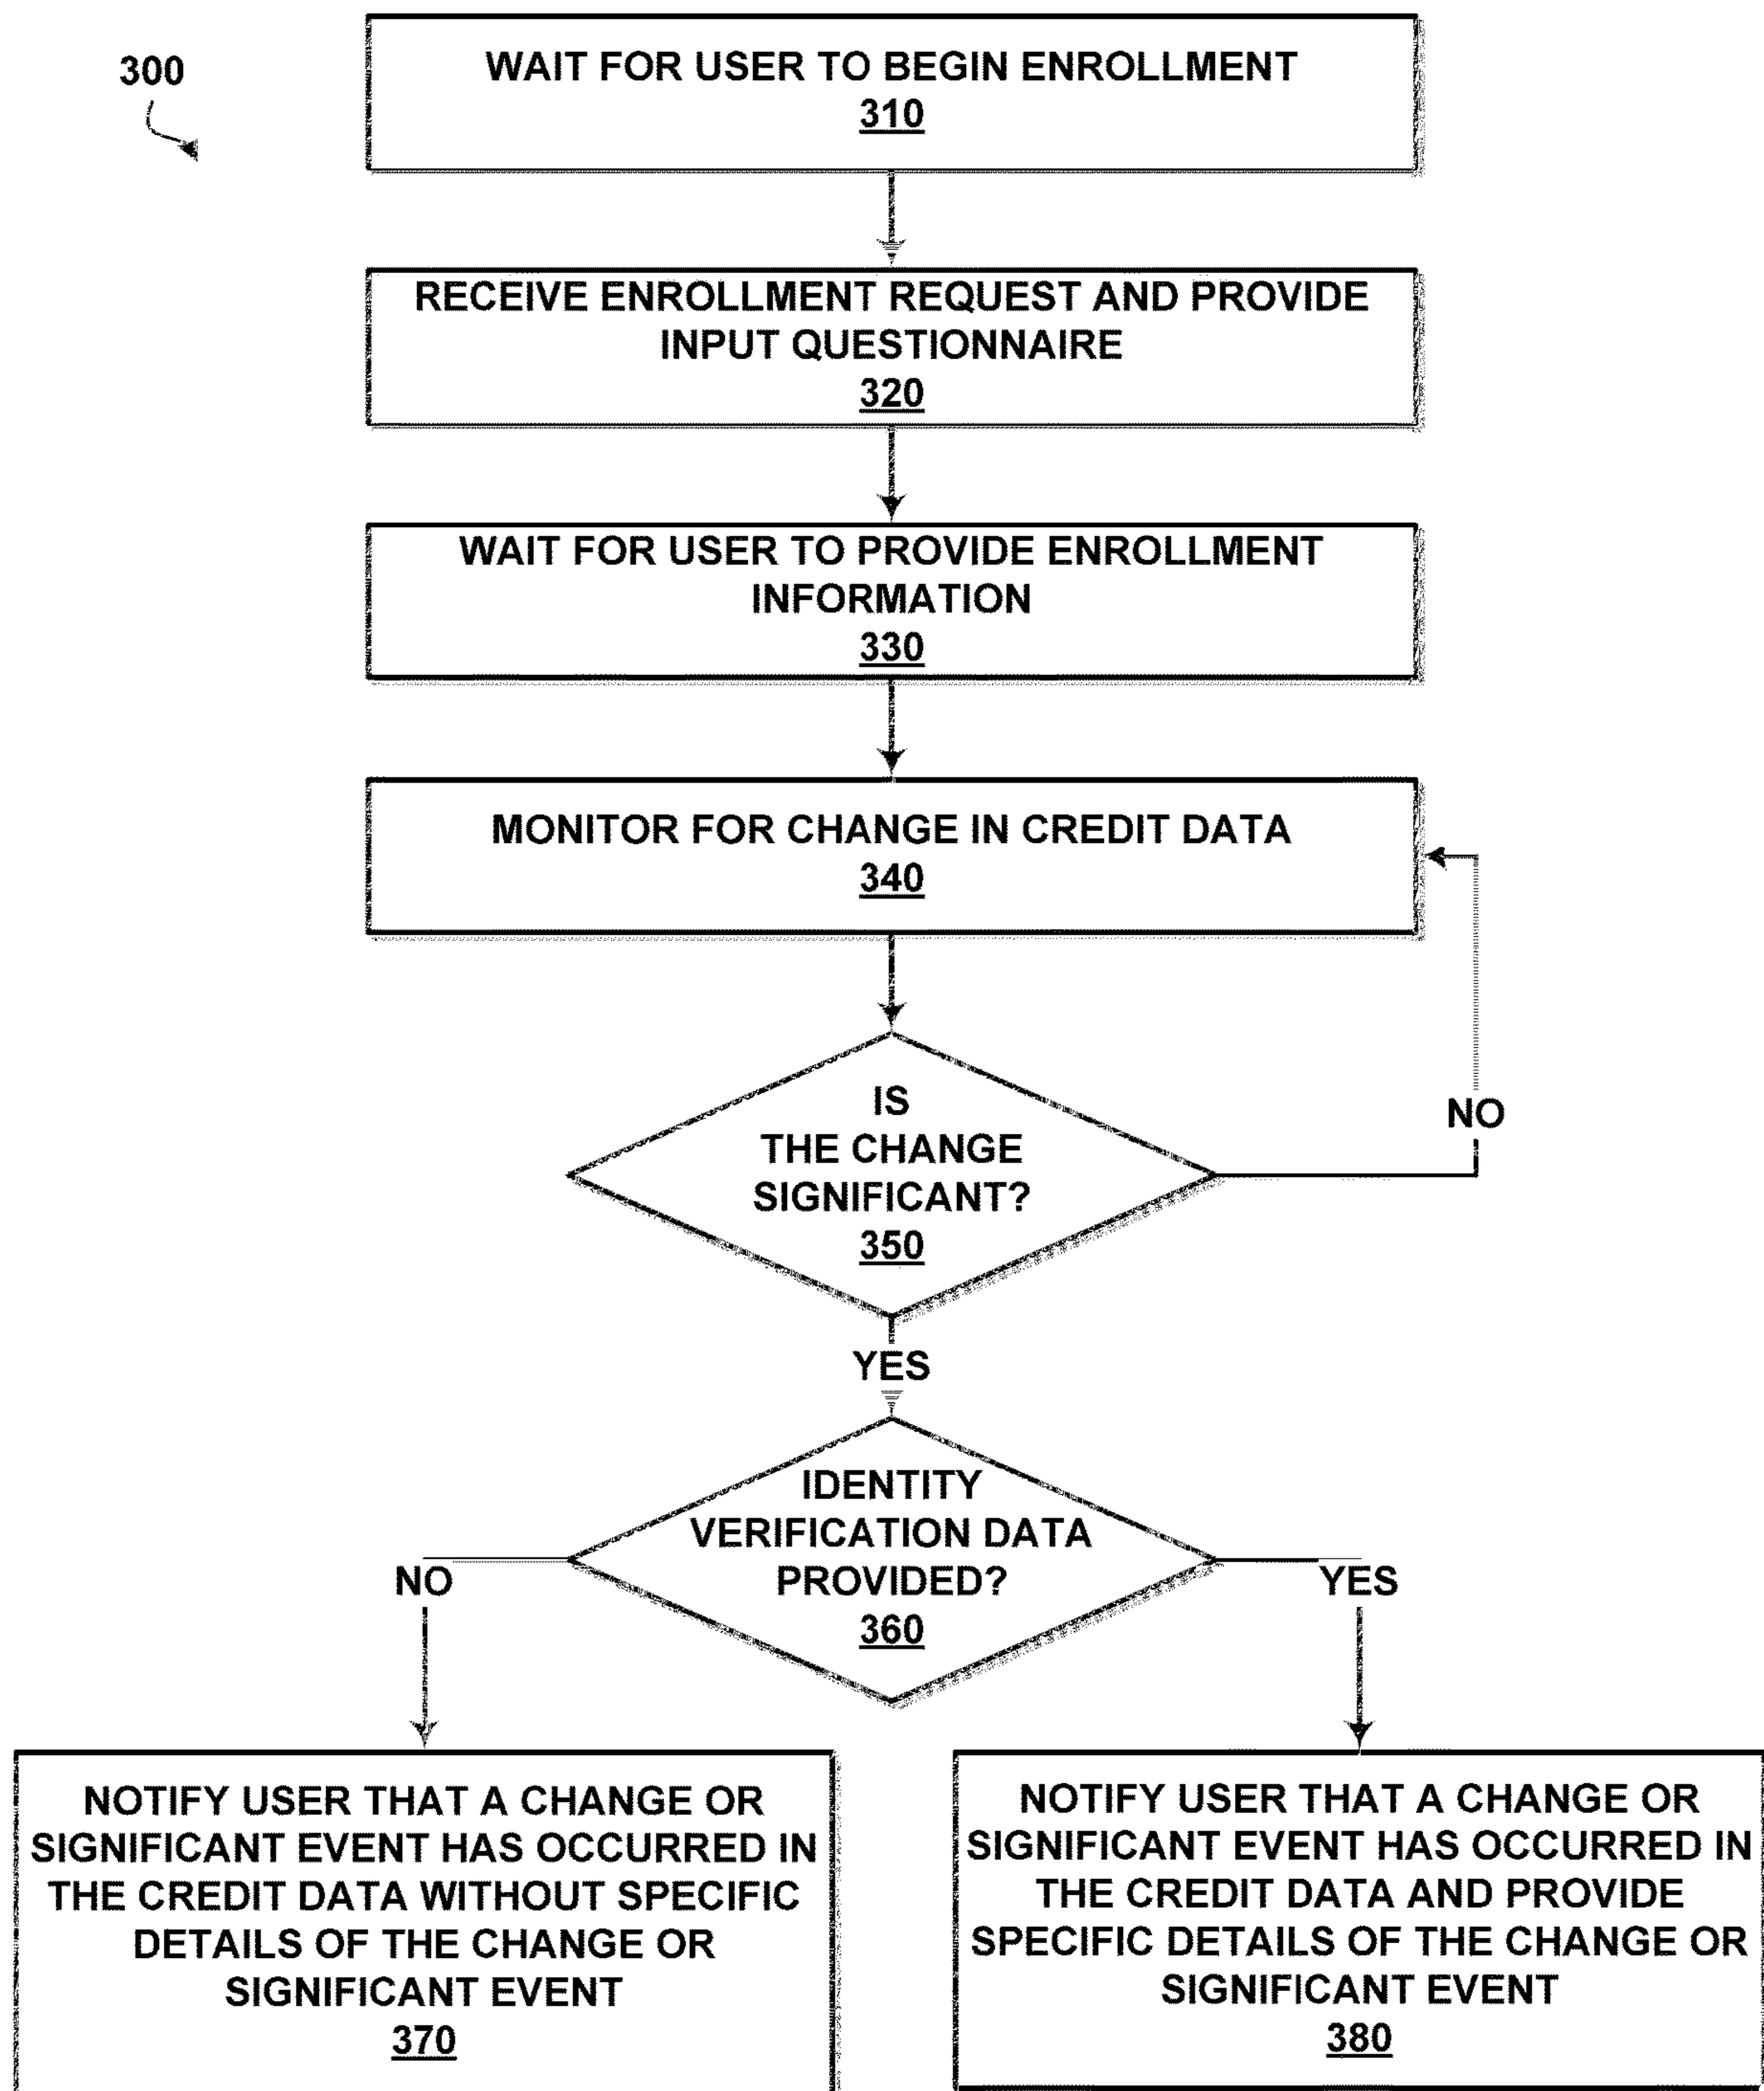 300
WAIT FOR USER TO BEGIN ENROLLMENT
310
RECEIVE ENROLLMENT REQUEST AND PROVIDE
INPUT QUESTIONNAIRE
320
WAIT FOR USER TO PROVIDE ENROLLMENT
INFORMATION
330
MONITOR FOR CHANGE IN CREDIT DATA
340
IS
THE CHANGE
SIGNIFICANT?
350
NO
YES
IDENTITY
VERIFICATION DATA
PROVIDED?
360
NO
YES
NOTIFY USER THAT A CHANGE OR
SIGNIFICANT EVENT HAS OCCURRED IN
THE CREDIT DATA WITHOUT SPECIFIC
DETAILS OF THE CHANGE OR
SIGNIFICANT EVENT
370
NOTIFY USER THAT A CHANGE OR
SIGNIFICANT EVENT HAS OCCURRED IN
THE CREDIT DATA AND PROVIDE
SPECIFIC DETAILS OF THE CHANGE OR
SIGNIFICANT EVENT
380